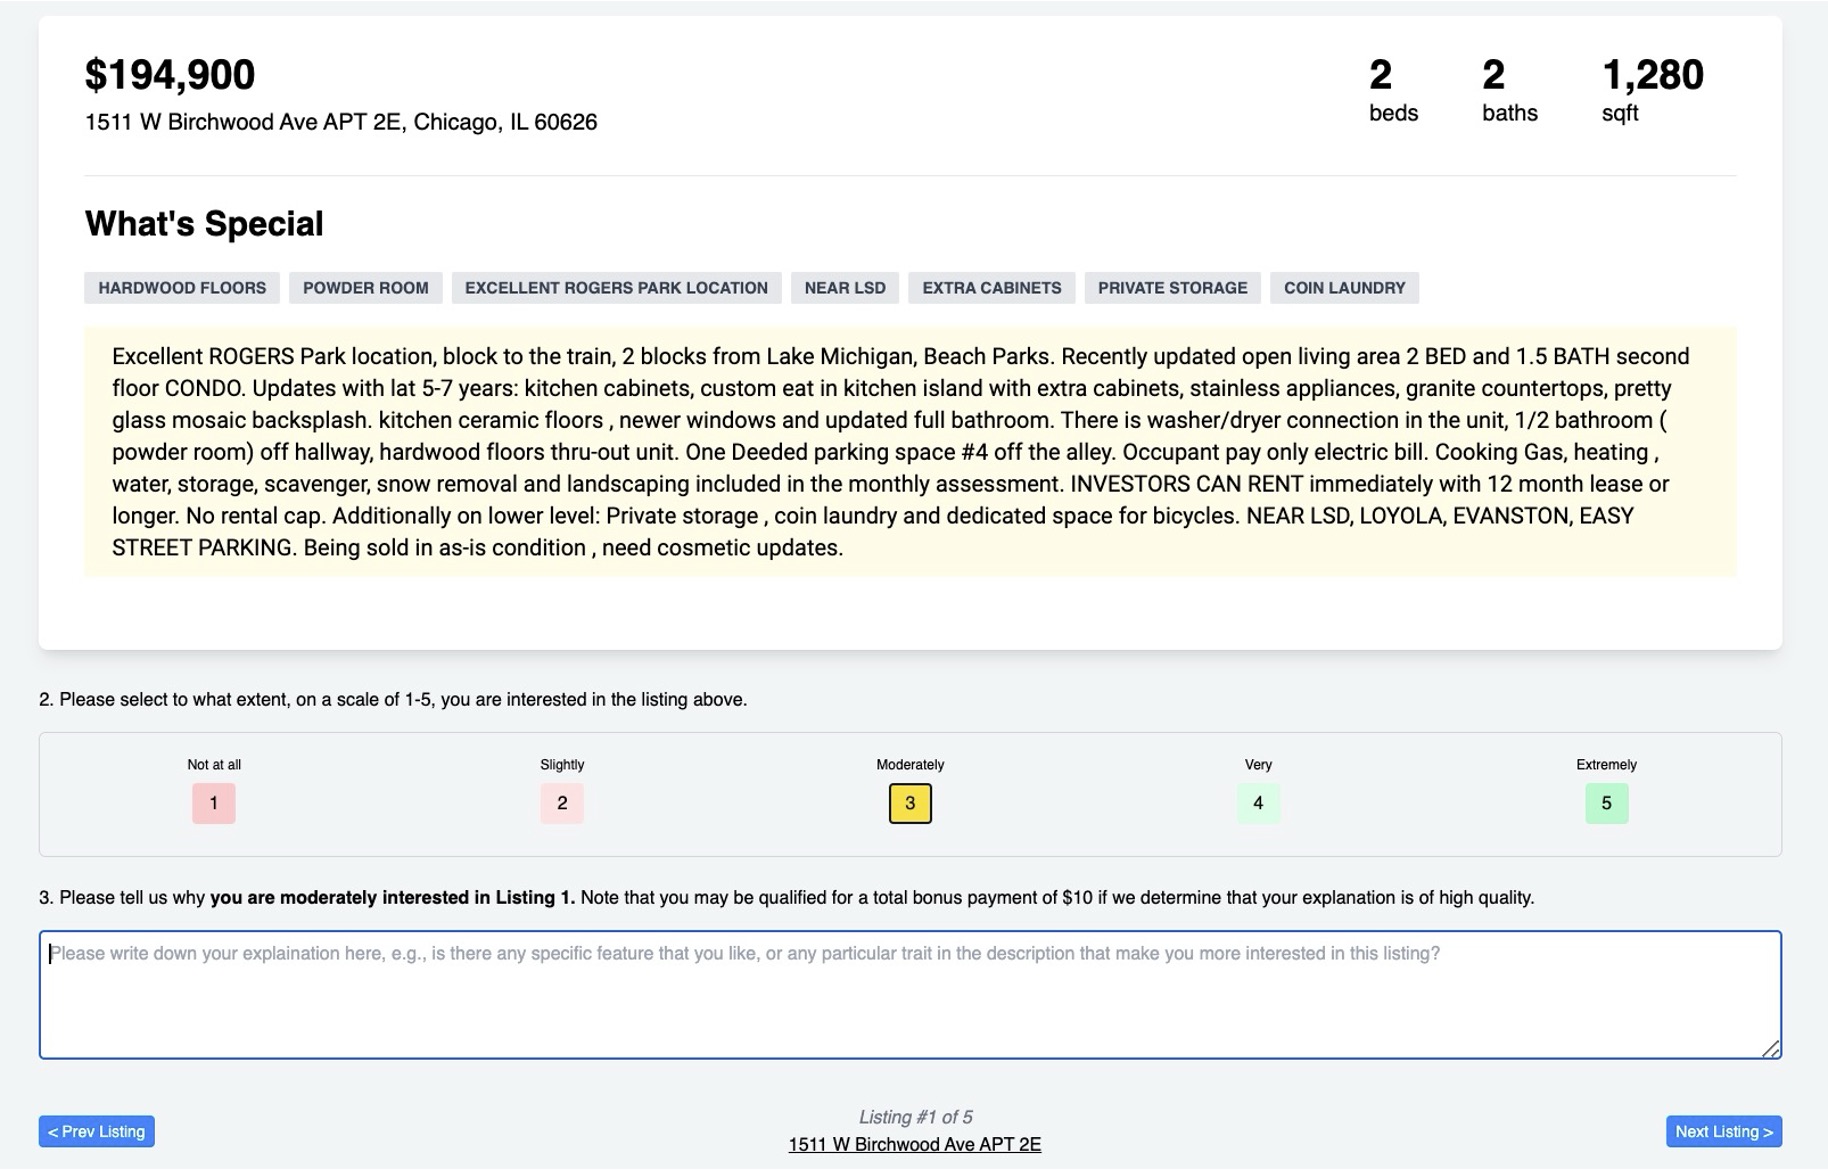 $194,900
1511 W Birchwood Ave APT 2E, Chicago, IL 60626
2
beds
2
baths
1,280
sqft
What's Special
HARDWOOD FLOORS
POWDER ROOM
EXCELLENT ROGERS PARK LOCATION
NEAR LSD
EXTRA CABINETS
PRIVATE STORAGE
COIN LAUNDRY
Excellent ROGERS Park location, block to the train, 2 blocks from Lake Michigan, Beach Parks. Recently updated open living area 2 BED and 1.5 BATH second
floor CONDO. Updates with lat 5-7 years: kitchen cabinets, custom eat in kitchen island with extra cabinets, stainless appliances, granite countertops, pretty
glass mosaic backsplash. kitchen ceramic floors , newer windows and updated full bathroom. There is washer/dryer connection in the unit, 1/2 bathroom (
powder room) off hallway, hardwood floors thru-out unit. One Deeded parking space #4 off the alley. Occupant pay only electric bill. Cooking Gas, heating ,
water, storage, scavenger, snow removal and landscaping included in the monthly assessment. INVESTORS CAN RENT immediately with 12 month lease or
longer. No rental cap. Additionally on lower level: Private storage , coin laundry and dedicated space for bicycles. NEAR LSD, LOYOLA, EVANSTON, EASY
STREET PARKING. Being sold in as-is condition , need cosmetic updates.
2. Please select to what extent, on a scale of 1-5, you are interested in the listing above.
Not at all
1
Slightly
2
Moderately
3
Very
4
Extremely
5
3. Please tell us why you are moderately interested in Listing 1. Note that you may be qualified for a total bonus payment of $10 if we determine that your explanation is of high quality.
Please write down your explaination here, e.g., is there any specific feature that you like, or any particular trait in the description that make you more interested in this listing?
< Prev Listing
Listing #1 of 5
1511 W Birchwood Ave APT 2E
Next Listing >